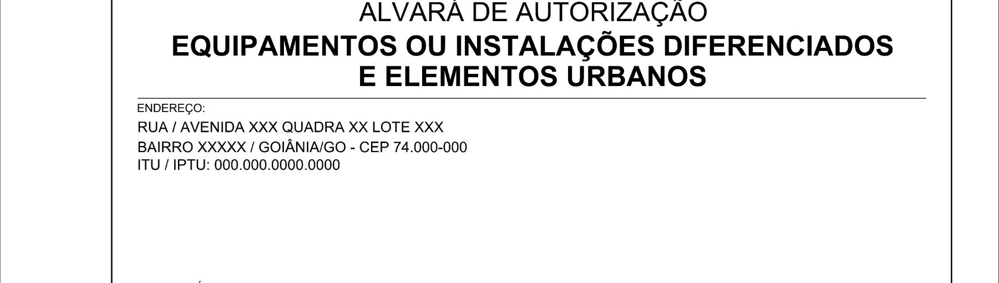 ALVARÁ DE AUTORIZAÇÃO
EQUIPAMENTOS OU INSTALAÇÕES DIFERENCIADOS
E ELEMENTOS URBANOS
ENDEREÇO:
RUA / AVENIDA XXX QUADRA XX LOTE XXX
BAIRRO XXXXX / GOIÂNIA/GO - CEP 74.000-000
ITU / IPTU: 000.000.0000.0000